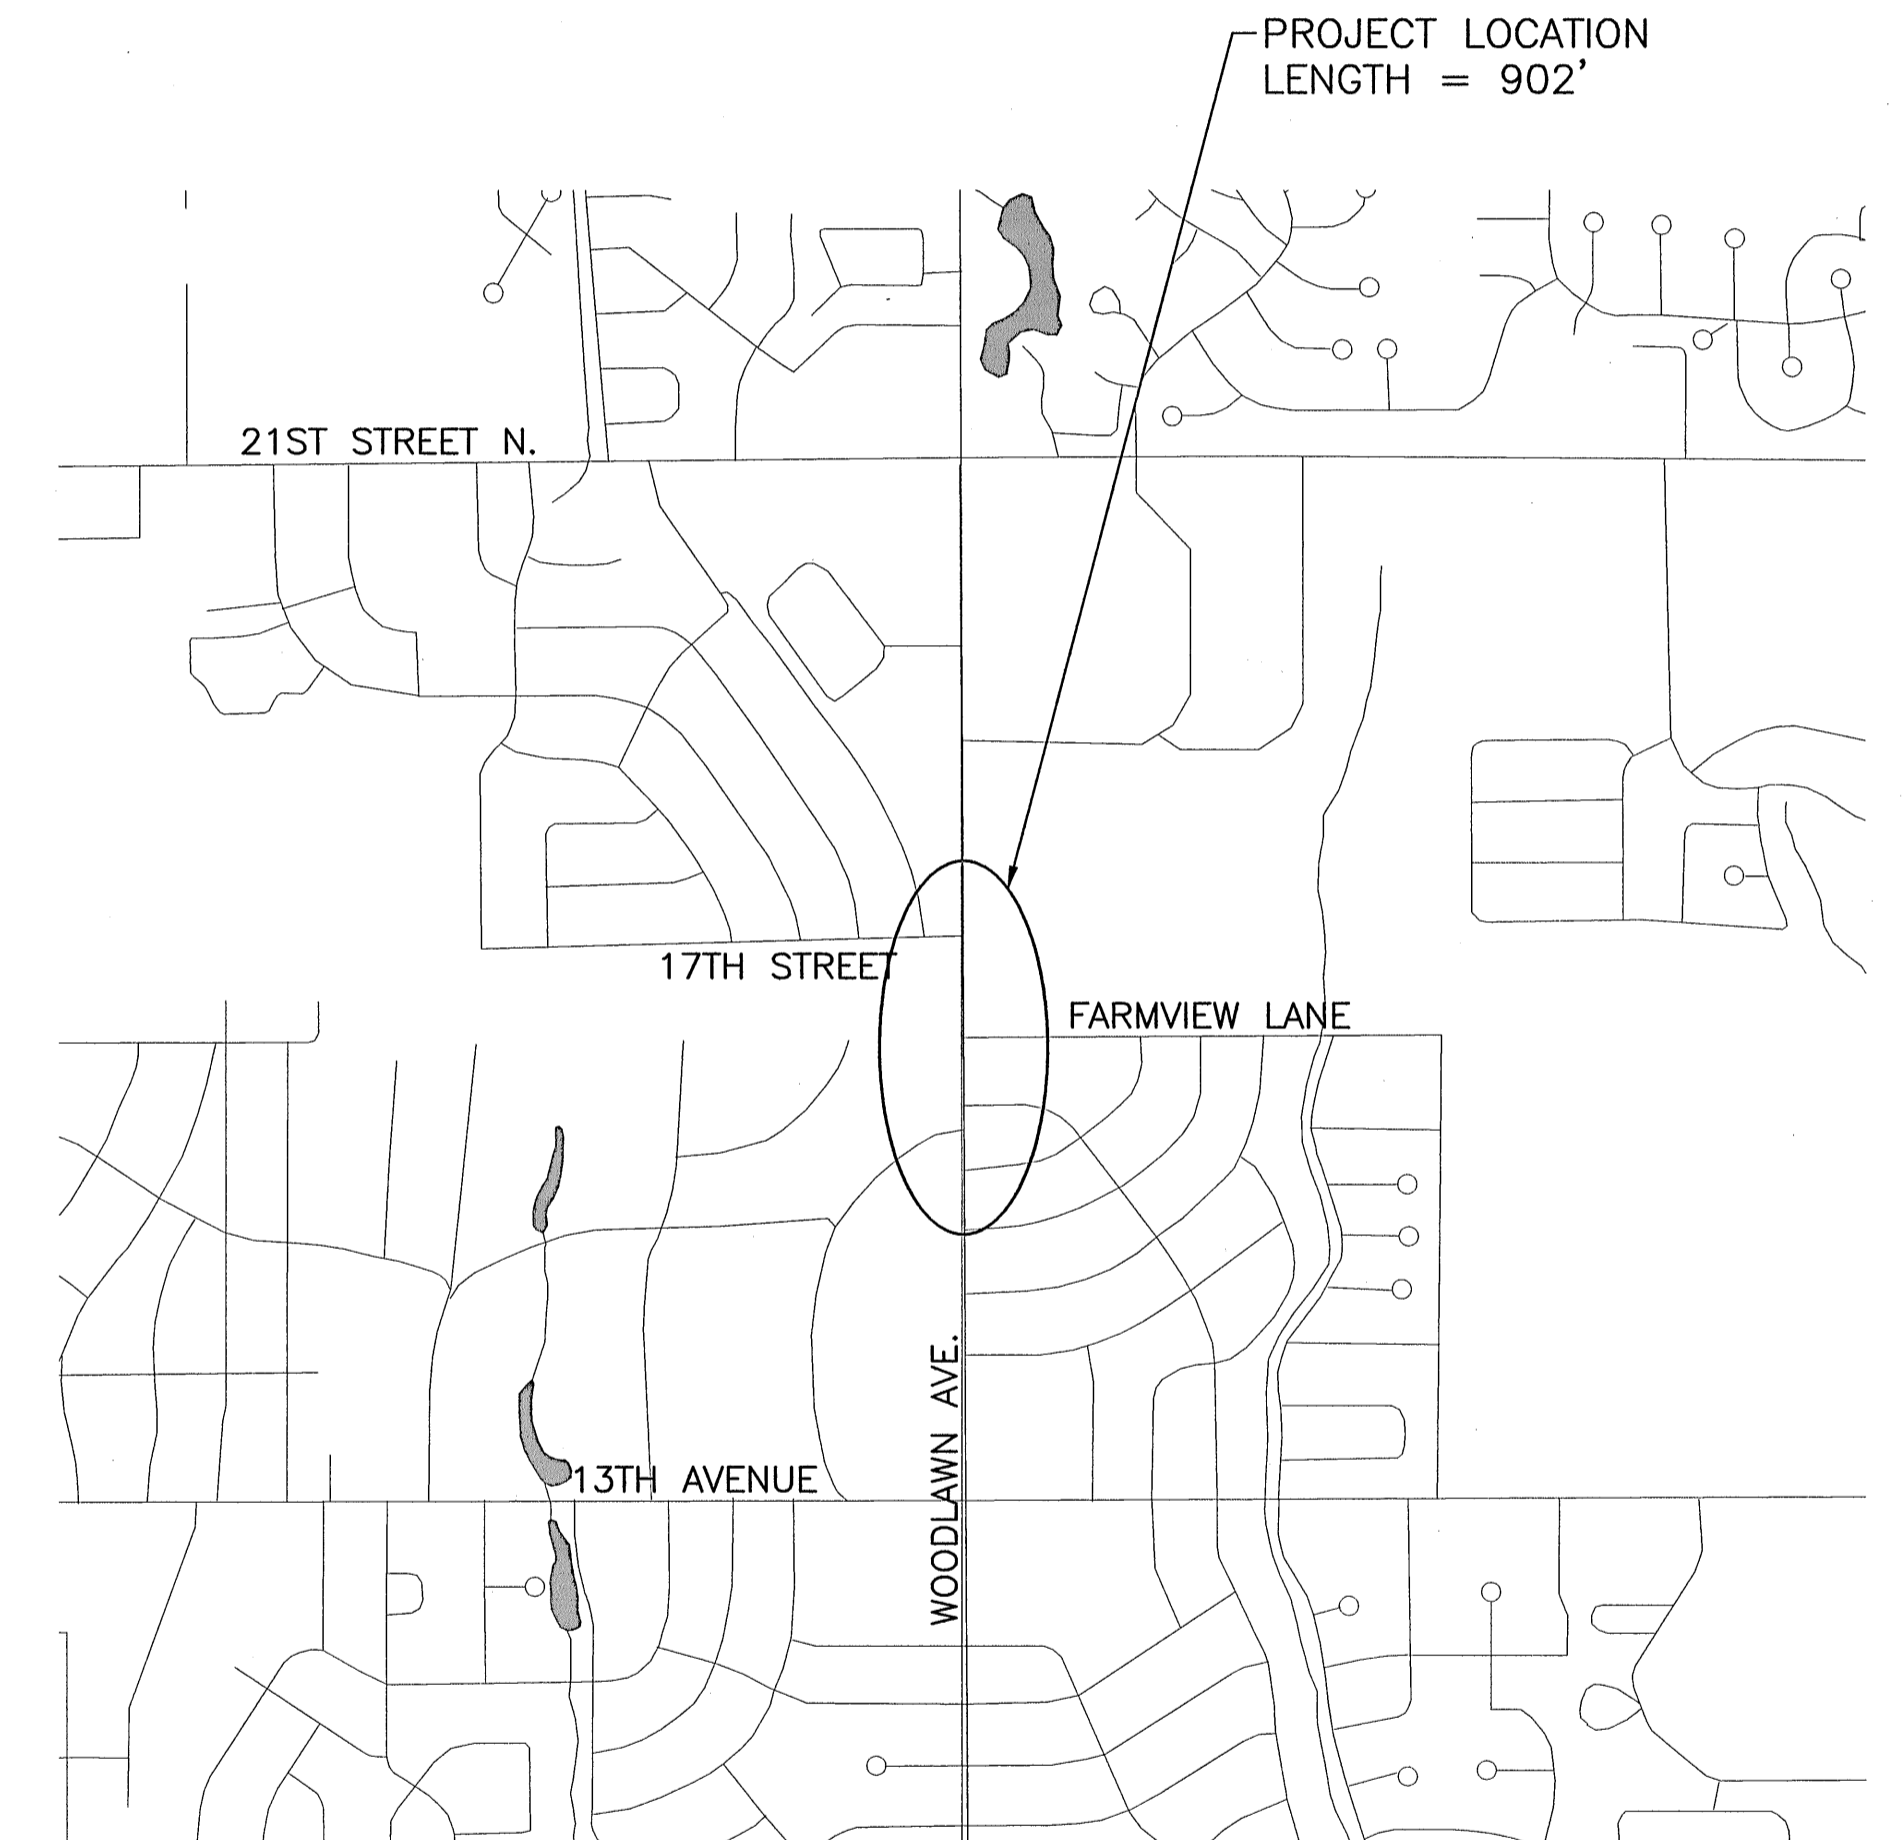 PROJECT LOCATION
LENGTH = 902'
21ST STREET N.
17TH STREET
FARMVIEW LANE
WOODLAWN AVE.
13TH AVENUE